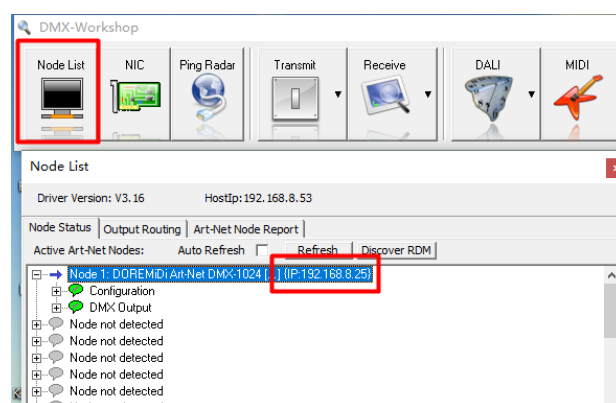 DMX-Workshop
Node List NIC Ping Radar Transmit Receive DALI MIDI
Node List
Driver Version: V3.16 HostIp:192.168.8.53
Node Status Output Routing Art-Net Node Report
Active Art-Net Nodes: Auto Refresh Refresh Discover RDM
Node 1: DOREMiDi Art-Net DMX-1024 [...] (IP:192.168.8.25)
Configuration
DMX Output
Node not detected
Node not detected
Node not detected
Node not detected
Node not detected